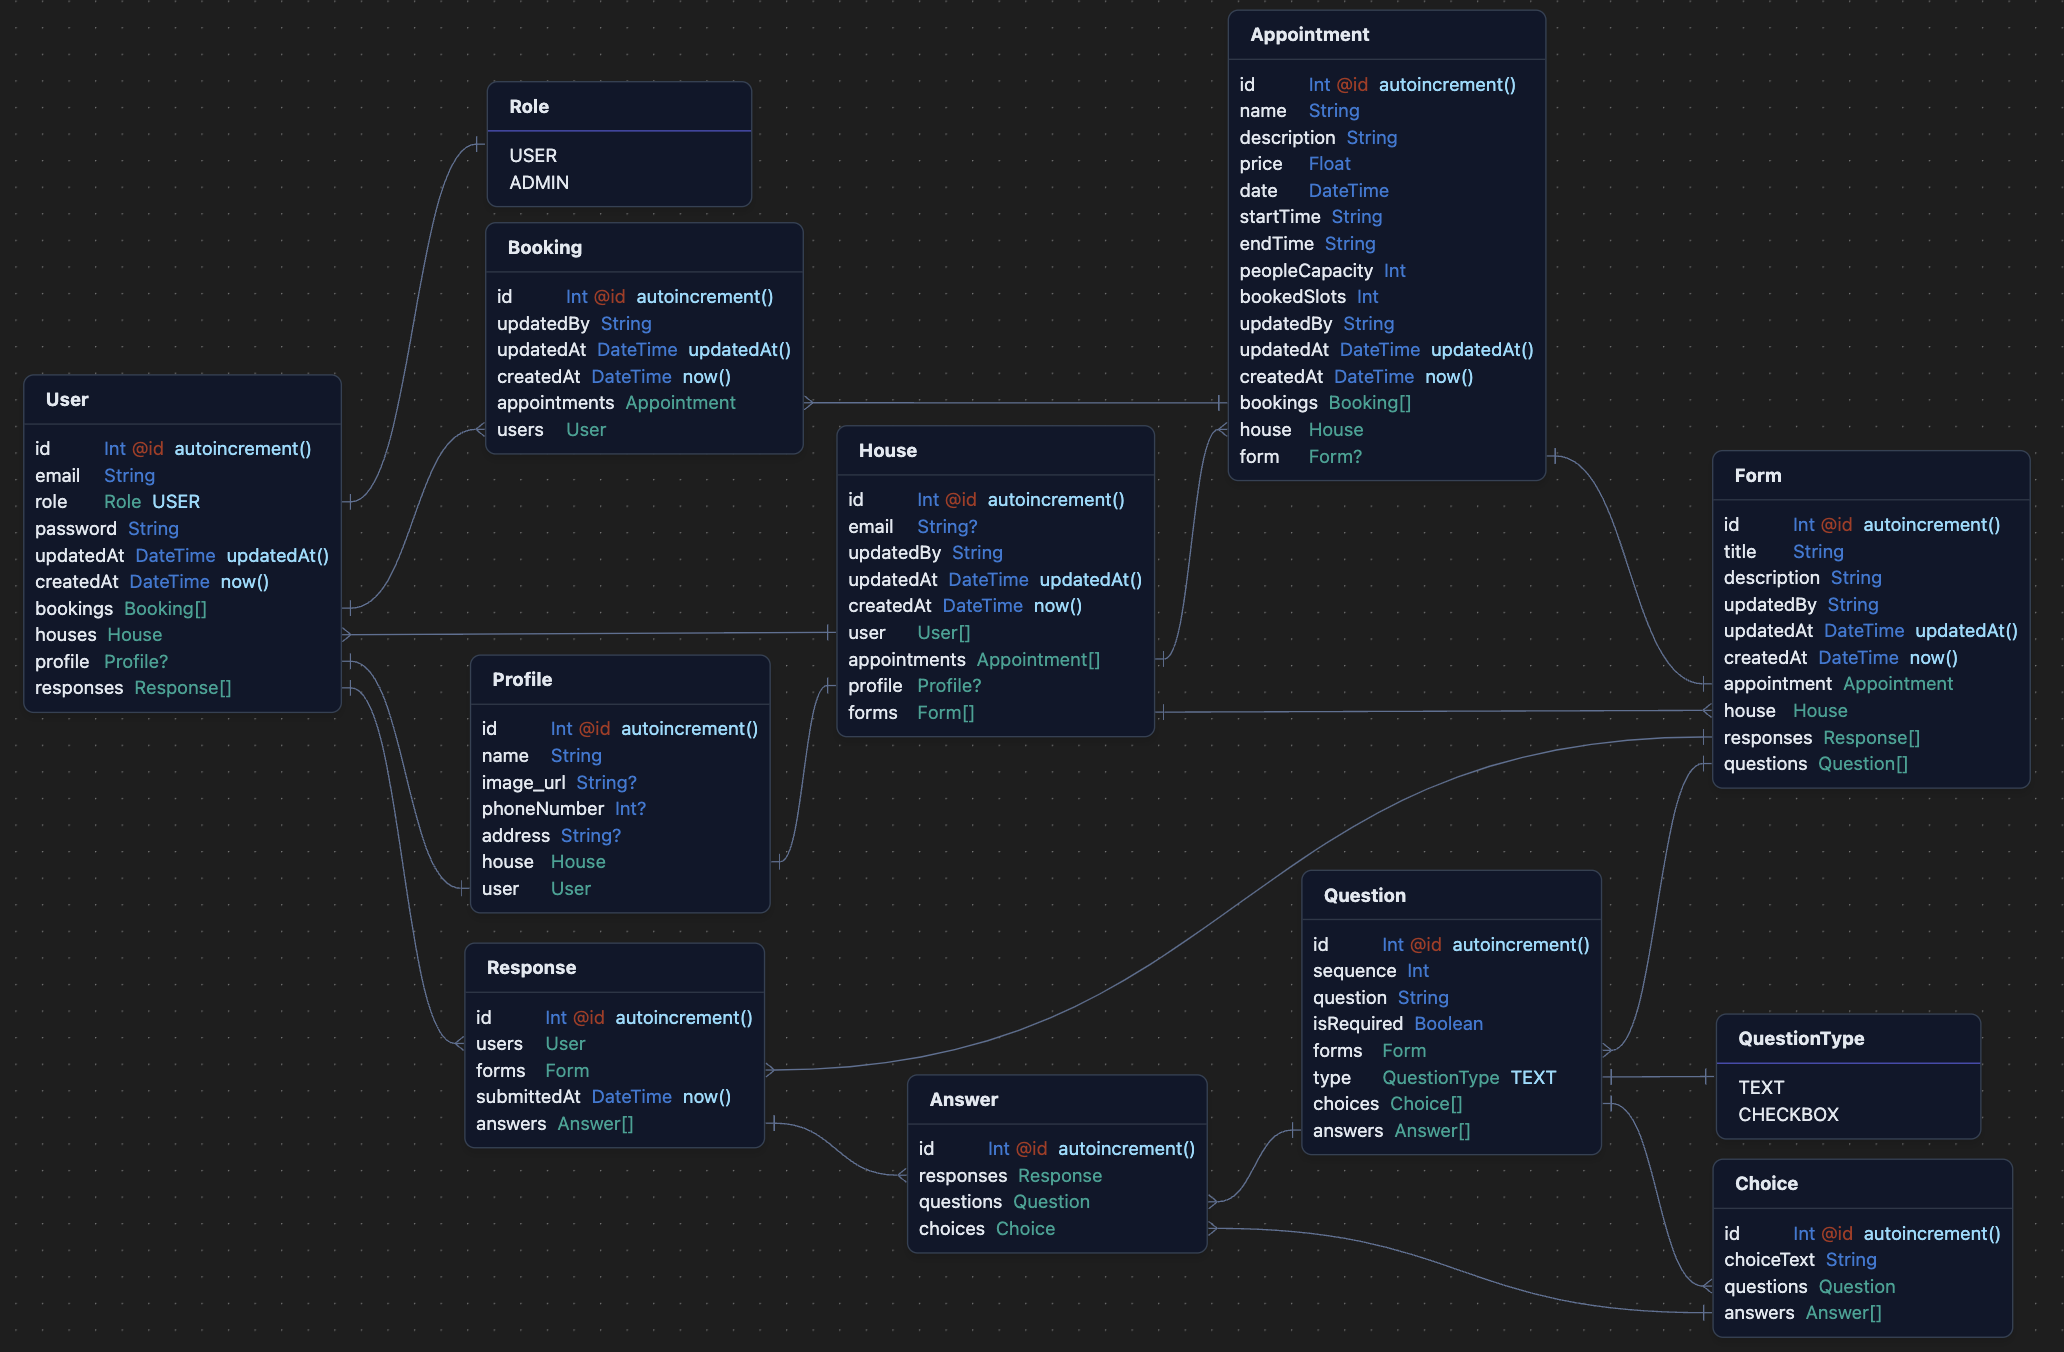 Appointment
id Int @id autoincrement()
name String
description String
price Float
date DateTime
startTime String
endTime String
peopleCapacity Int
bookedSlots Int
updatedBy String
updatedAt DateTime updatedAt()
createdAt DateTime now()
bookings Booking[]
house House
form Form?
Role
USER
ADMIN
Booking
id Int @id autoincrement()
updatedBy String
updatedAt DateTime updatedAt()
createdAt DateTime now()
appointments Appointment
users User
User
id Int @id autoincrement()
email String
role Role USER
password String
updatedAt DateTime updatedAt()
createdAt DateTime now()
bookings Booking[]
houses House
profile Profile?
responses Response[]
House
id Int @id autoincrement()
email String?
updatedBy String
updatedAt DateTime updatedAt()
createdAt DateTime now()
user User[]
appointments Appointment[]
profile Profile?
forms Form[]
Form
id Int @id autoincrement()
title String
description String
updatedBy String
updatedAt DateTime updatedAt()
createdAt DateTime now()
appointment Appointment
house House
responses Response[]
questions Question[]
Profile
id Int @id autoincrement()
name String
image_url String?
phoneNumber Int?
address String?
house House
user User
Response
id Int @id autoincrement()
users User
forms Form
submittedAt DateTime now()
answers Answer[]
Question
id Int @id autoincrement()
sequence Int
question String
isRequired Boolean
forms Form
type QuestionType TEXT
choices Choice[]
answers Answer[]
QuestionType
TEXT
CHECKBOX
Answer
id Int @id autoincrement()
responses Response
questions Question
choices Choice
Choice
id Int @id autoincrement()
choiceText String
questions Question
answers Answer[]